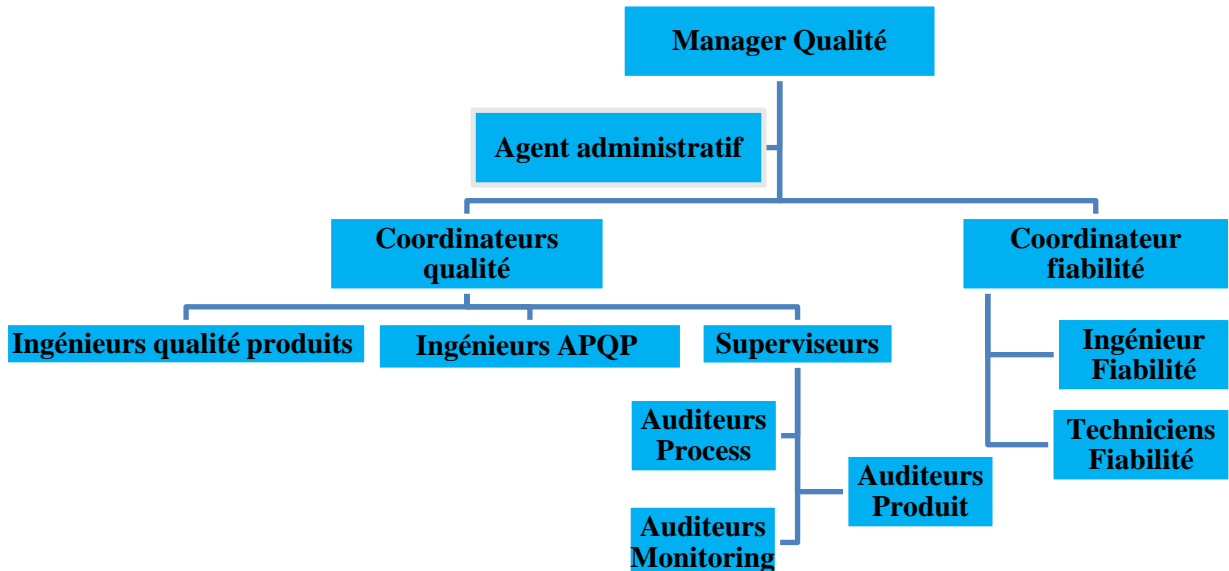 Manager Qualité
Agent administratif
Coordinateurs
qualité
Coordinateur
fiabilité
Ingénieurs qualité produits
Ingénieurs APQP
Superviseurs
Ingénieur
Fiabilité
Auditeurs
Process
Techniciens
Fiabilité
Auditeurs
Produit
Auditeurs
Monitoring